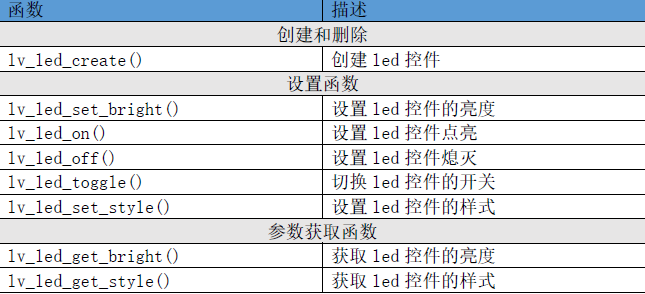 函数 描述
创建和删除
lv_led_create() 创建 led 控件
设置函数
lv_led_set_bright() 设置 led 控件的亮度
lv_led_on() 设置 led 控件点亮
lv_led_off() 设置 led 控件熄灭
lv_led_toggle() 切换 led 控件的开关
lv_led_set_style() 设置 led 控件的样式
参数获取函数
lv_led_get_bright() 获取 led 控件的亮度
lv_led_get_style() 获取 led 控件的样式